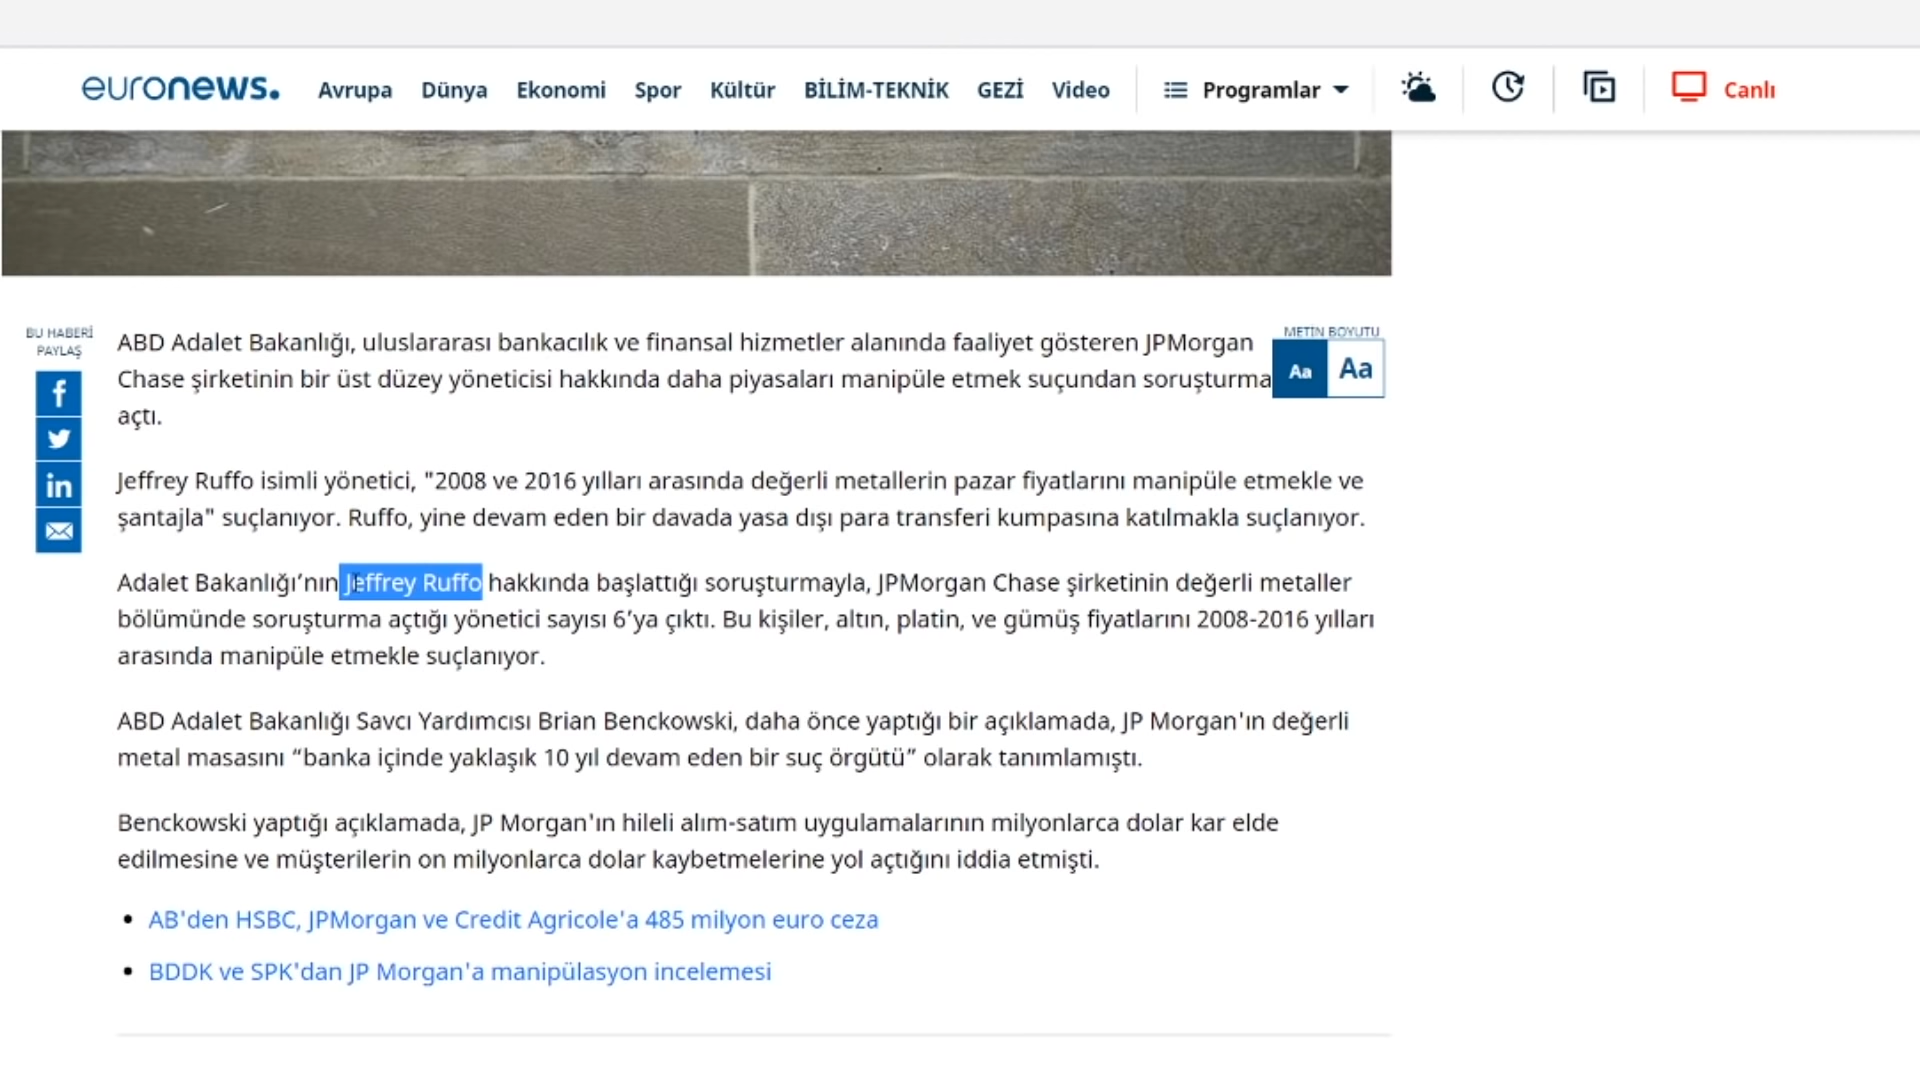 euronews.
Avrupa Dünya Ekonomi Spor Kültür BİLİM-TEKNİK GEZİ Video Programlar Canlı
BU HABERİ
PAYLAŞ
METİN BOYUTU
Aa Aa
ABD Adalet Bakanlığı, uluslararası bankacılık ve finansal hizmetler alanında faaliyet gösteren JPMorgan
Chase şirketinin bir üst düzey yöneticisi hakkında daha piyasaları manipüle etmek suçundan soruşturma
açtı.
Jeffrey Ruffo isimli yönetici, "2008 ve 2016 yılları arasında değerli metallerin pazar fiyatlarını manipüle etmekle ve
şantajla" suçlanıyor. Ruffo, yine devam eden bir davada yasa dışı para transferi kumpasına katılmakla suçlanıyor.
Adalet Bakanlığı’nın Jeffrey Ruffo hakkında başlattığı soruşturmayla, JPMorgan Chase şirketinin değerli metaller
bölümünde soruşturma açtığı yönetici sayısı 6’ya çıktı. Bu kişiler, altın, platin, ve gümüş fiyatlarını 2008-2016 yılları
arasında manipüle etmekle suçlanıyor.
ABD Adalet Bakanlığı Savcı Yardımcısı Brian Benckowski, daha önce yaptığı bir açıklamada, JP Morgan'ın değerli
metal masasını “banka içinde yaklaşık 10 yıl devam eden bir suç örgütü” olarak tanımlamıştı.
Benckowski yaptığı açıklamada, JP Morgan'ın hileli alım-satım uygulamalarının milyonlarca dolar kar elde
edilmesine ve müşterilerin on milyonlarca dolar kaybetmelerine yol açtığını iddia etmişti.
• AB'den HSBC, JPMorgan ve Credit Agricole'a 485 milyon euro ceza
• BDDK ve SPK'dan JP Morgan'a manipülasyon incelemesi